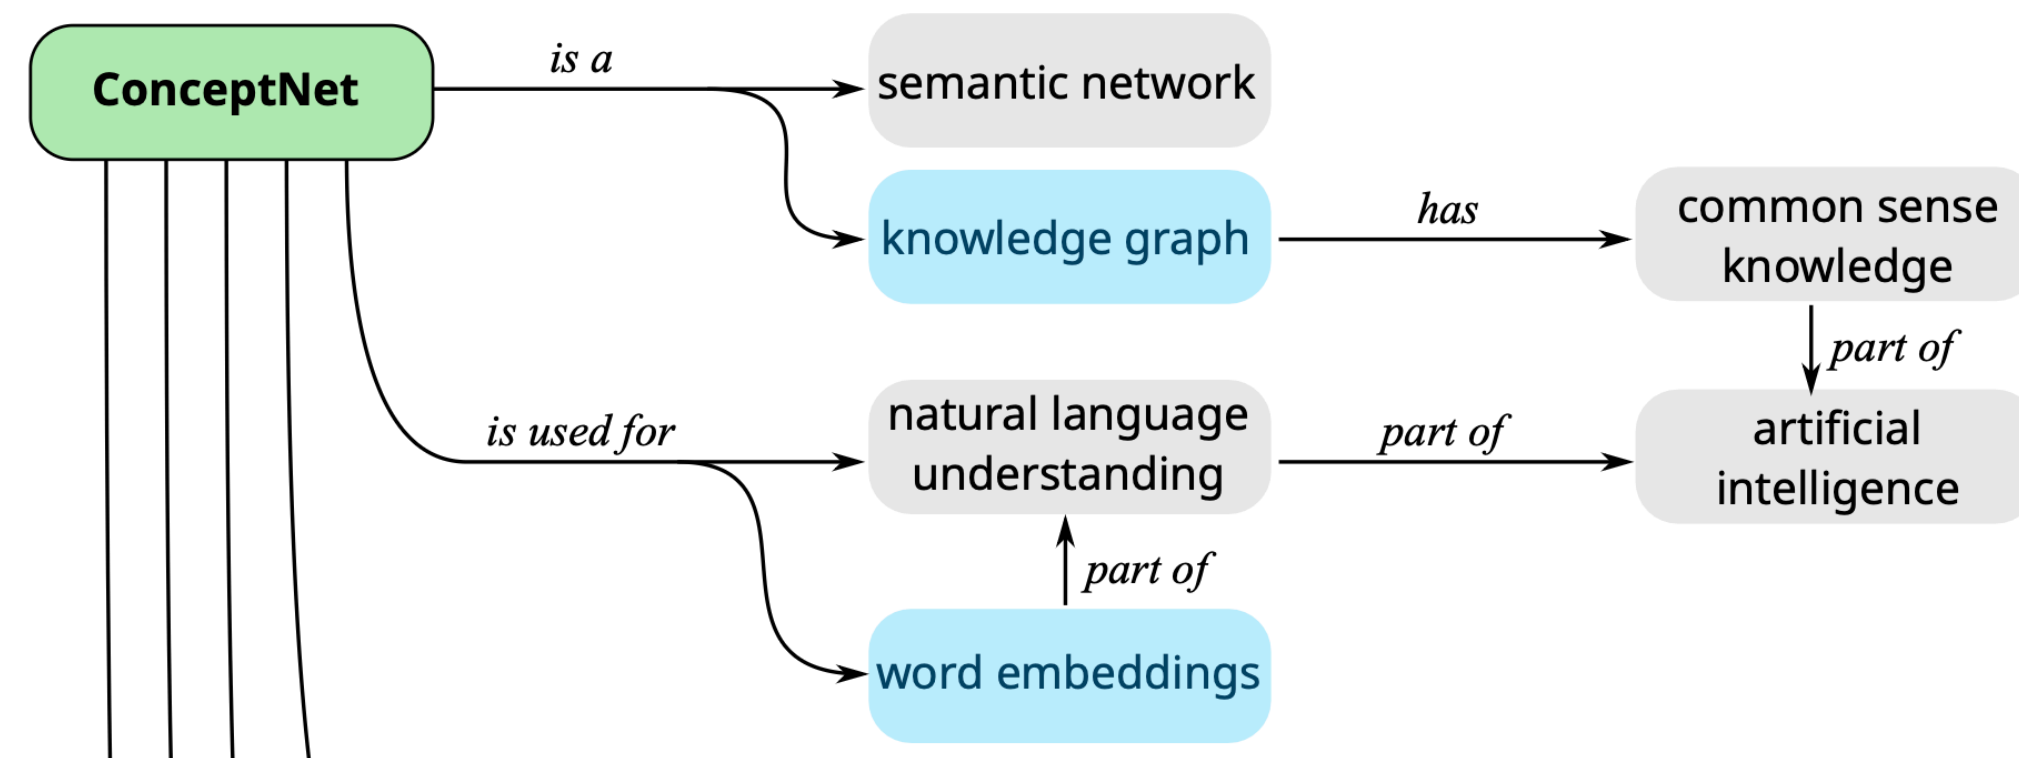 ConceptNet
is a
semantic network
knowledge graph
has
common sense
knowledge
part of
is used for
natural language
understanding
part of
artificial
intelligence
part of
word embeddings